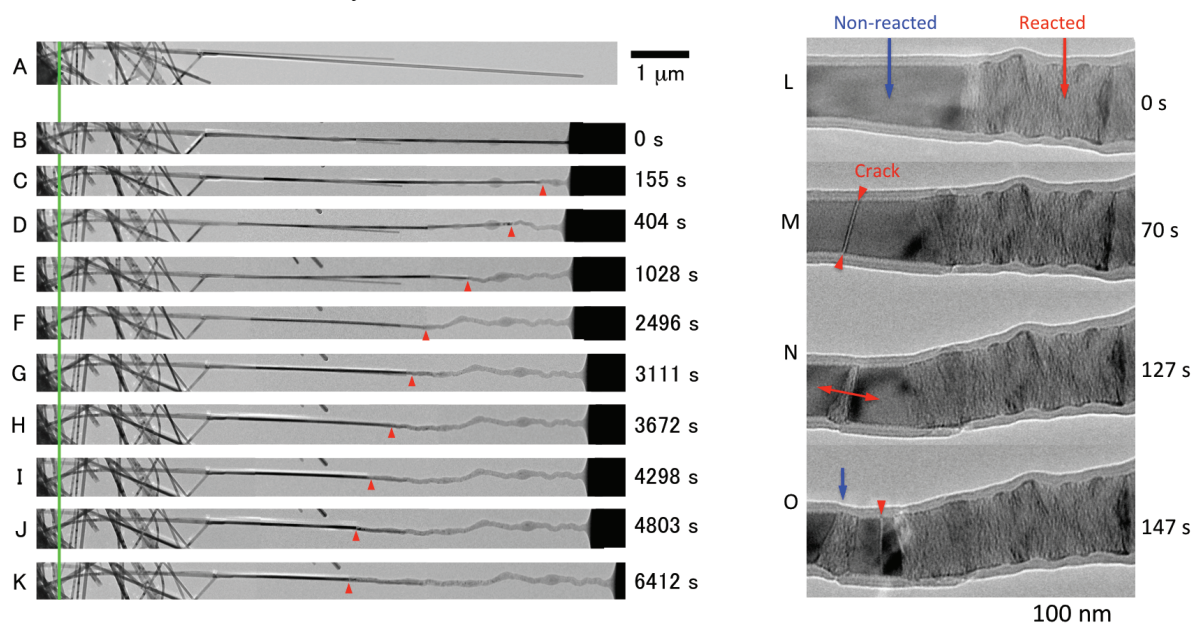 A
1 μm
B
0 s
C
155 s
D
404 s
E
1028 s
F
2496 s
G
3111 s
H
3672 s
I
4298 s
J
4803 s
K
6412 s
Non-reacted Reacted
L
0 s
Crack
M
70 s
N
127 s
O
147 s
100 nm